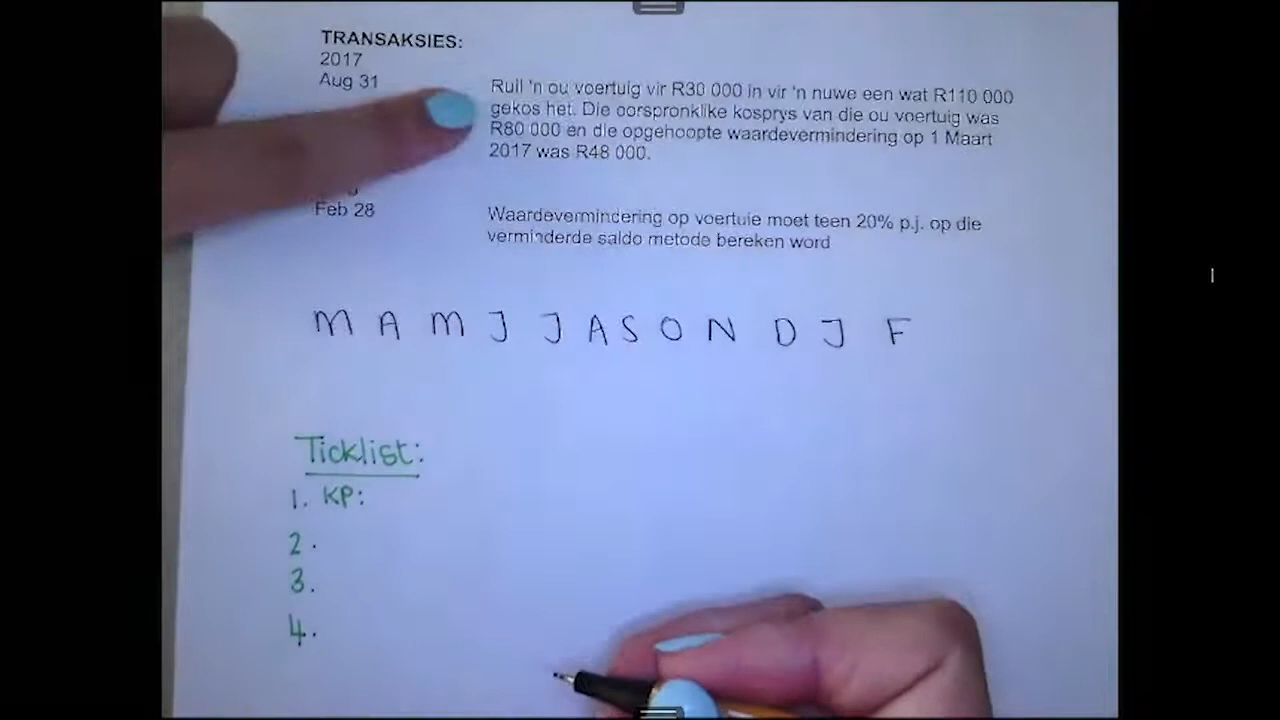 TRANSAKSIES:
2017
Aug 31
Ruil 'n ou voertuig vir R30 000 in vir 'n nuwe een wat R110 000
gekos het. Die oorspronklike kosprys van die ou voertuig was
R80 000 en die opgehoopte waardevermindering op 1 Maart
2017 was R48 000.
Feb 28
Waardevermindering op voertuie moet teen 20% p.j. op die
verminderde saldo metode bereken word
M A M J J A S O N D J F
Ticklist:
1. KP:
2.
3.
4.